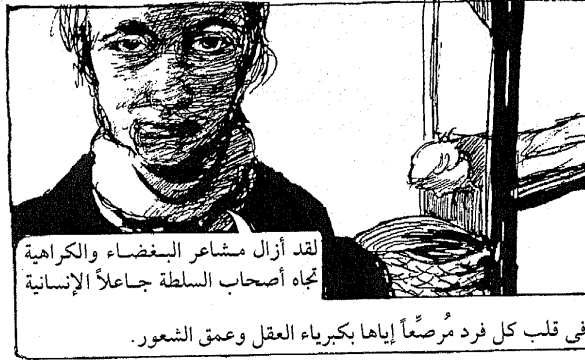 لقد أزال مشاعر البغضاء والكراهية
تجاه أصحاب السلطة جاعلاً الإنسانية
في قلب كل فرد مُرصِّعاً إياها بكبرياء العقل وعمق الشعور.